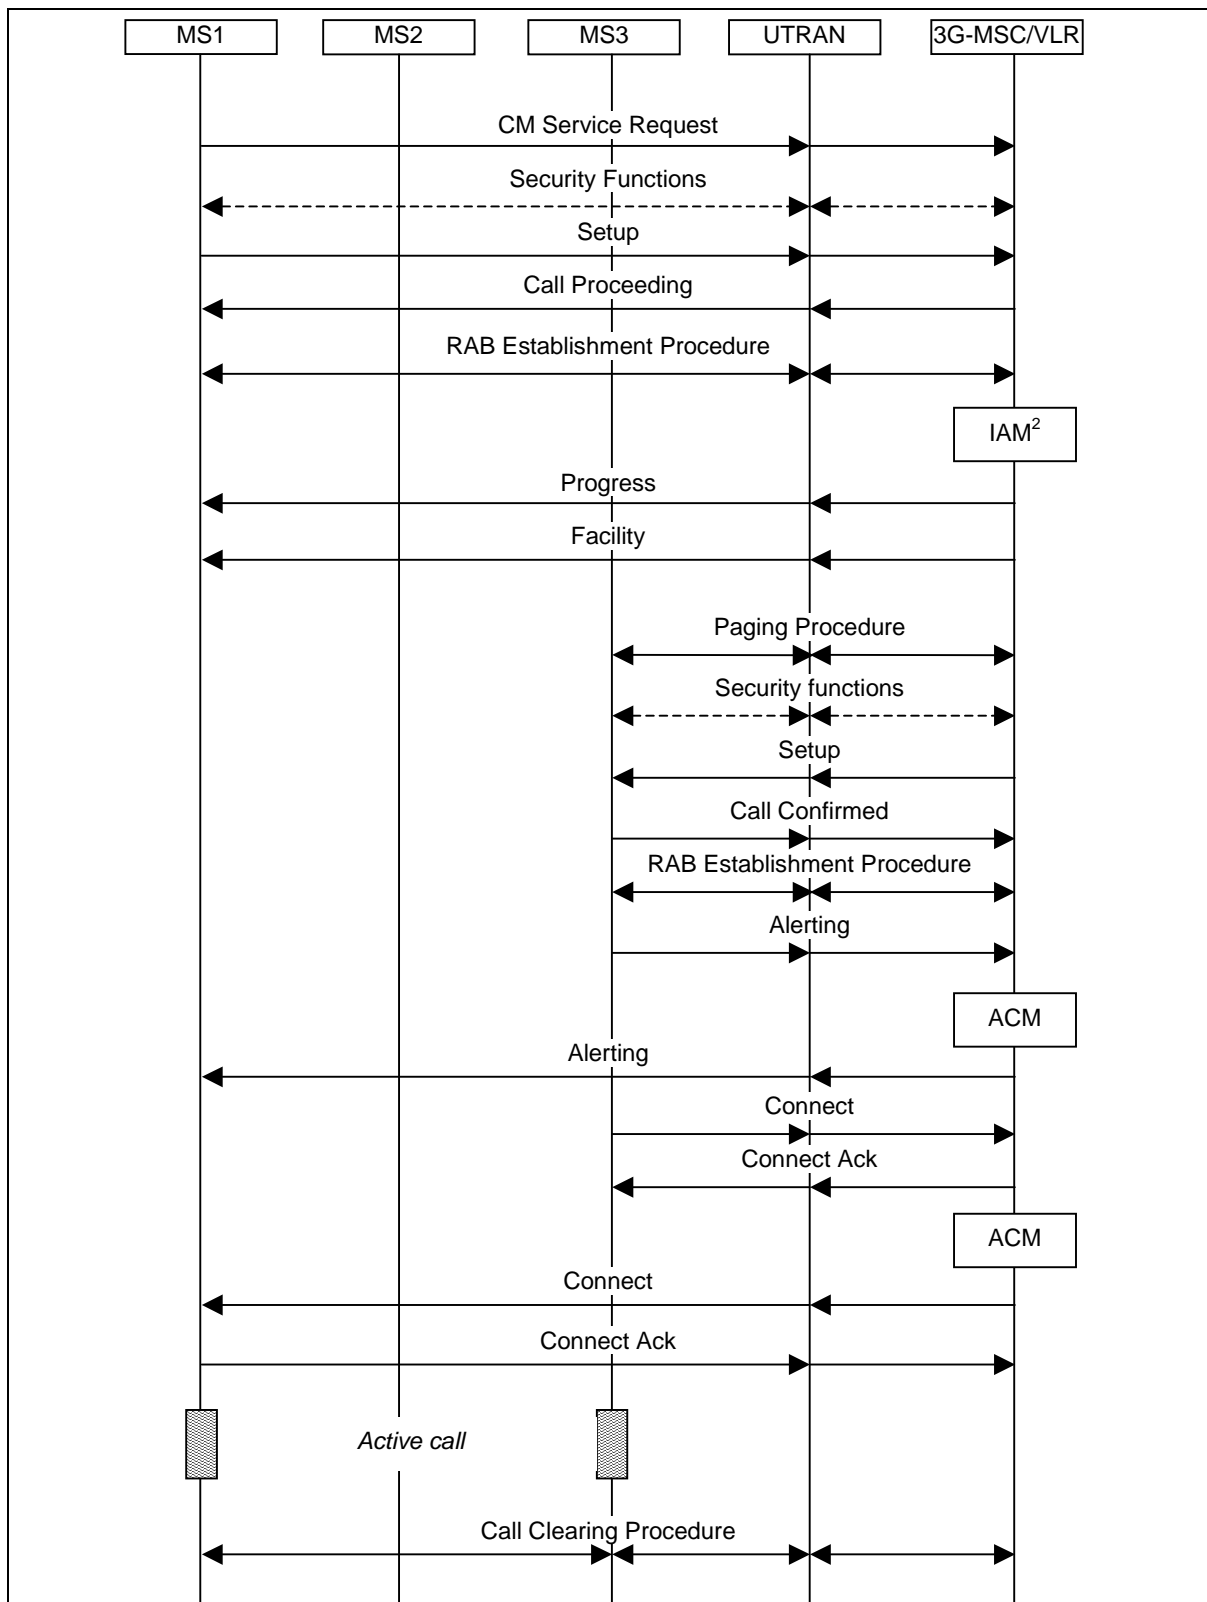 MS1 MS2 MS3 UTRAN 3G-MSC/VLR
CM Service Request
Security Functions
Setup
Call Proceeding
RAB Establishment Procedure
IAM²
Progress
Facility
Paging Procedure
Security functions
Setup
Call Confirmed
RAB Establishment Procedure
Alerting
ACM
Alerting
Connect
Connect Ack
ACM
Connect
Connect Ack
Active call
Call Clearing Procedure